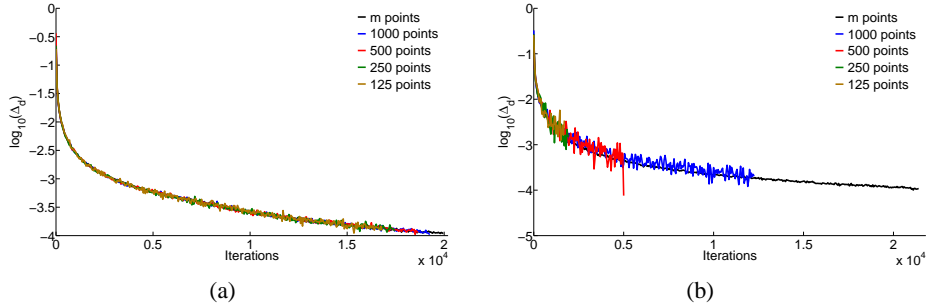 0
−0.5
−1
−1.5
−2
−2.5
−3
−3.5
−4
log10(Δd)
0
0.5
1
1.5
2
x 10^4
Iterations
m points
1000 points
500 points
250 points
125 points
(a)
0
−1
−2
−3
−4
−5
log10(Δd)
0
0.5
1
1.5
2
x 10^4
Iterations
m points
1000 points
500 points
250 points
125 points
(b)